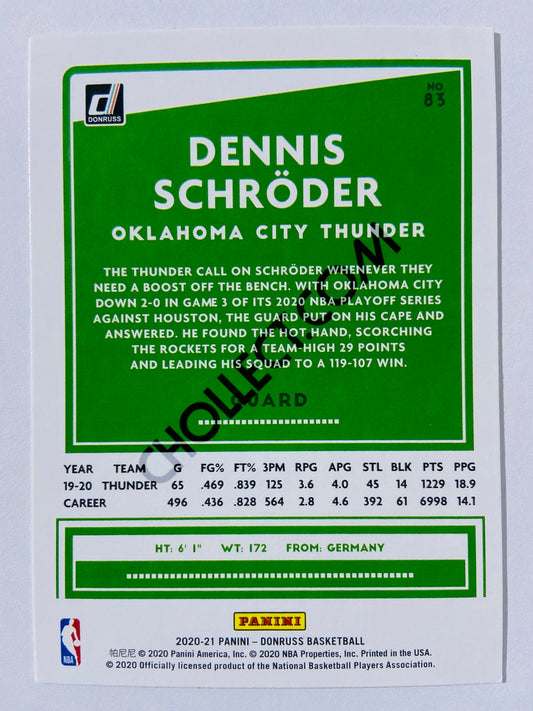 NO.
83
DONRUSS
DENNIS
SCHRÖDER
OKLAHOMA CITY THUNDER
THE THUNDER CALL ON SCHRÖDER WHENEVER THEY
NEED A BOOST OFF THE BENCH. WITH OKLAHOMA CITY
DOWN 2-0 IN GAME 3 OF ITS 2020 NBA PLAYOFF SERIES
AGAINST HOUSTON, THE GUARD PUT ON HIS CAPE AND
ANSWERED. HE FOUND THE HOT HAND, SCORCHING
THE ROCKETS FOR A TEAM-HIGH 29 POINTS
AND LEADING HIS SQUAD TO A 119-107 WIN.
CHOLLECT.COM
GUARD
YEAR TEAM G FG% FT% 3PM RPG APG STL BLK PTS PPG
19-20 THUNDER 65 .469 .839 125 3.6 4.0 45 14 1229 18.9
CAREER 496 .436 .828 564 2.8 4.6 392 61 6998 14.1
HT: 6' 1" WT: 172 FROM: GERMANY
PANINI
NBA
2020-21 PANINI – DONRUSS BASKETBALL
帕尼尼 © 2020 Panini America, Inc. © 2020 NBA Properties, Inc. Printed in the USA.
© 2020 Officially licensed product of the National Basketball Players Association.